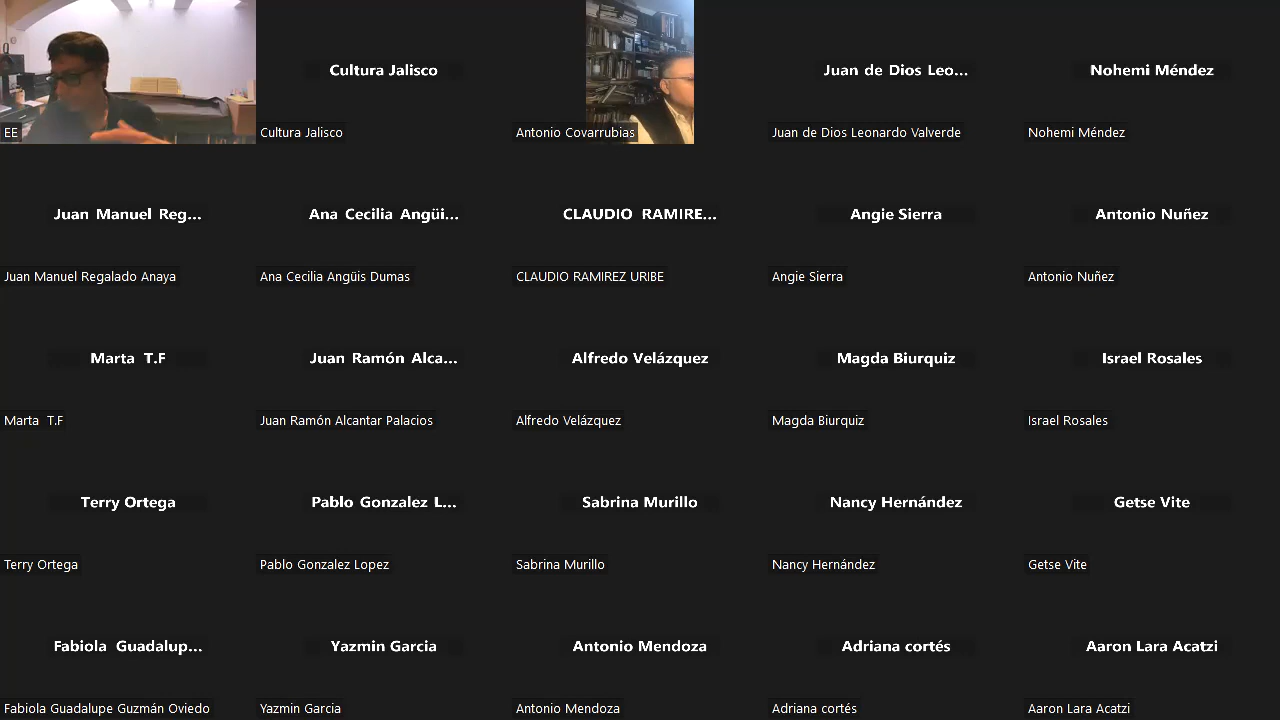 EE
Cultura Jalisco
Cultura Jalisco
Antonio Covarrubias
Juan de Dios Leo...
Juan de Dios Leonardo Valverde
Nohemi Méndez
Nohemi Méndez
Juan Manuel Reg...
Juan Manuel Regalado Anaya
Ana Cecilia Angüi...
Ana Cecilia Angüis Dumas
CLAUDIO RAMIRE...
CLAUDIO RAMIREZ URIBE
Angie Sierra
Angie Sierra
Antonio Nuñez
Antonio Nuñez
Marta T.F
Marta T.F
Juan Ramón Alca...
Juan Ramón Alcantar Palacios
Alfredo Velázquez
Alfredo Velázquez
Magda Biurquiz
Magda Biurquiz
Israel Rosales
Israel Rosales
Terry Ortega
Terry Ortega
Pablo Gonzalez L...
Pablo Gonzalez Lopez
Sabrina Murillo
Sabrina Murillo
Nancy Hernández
Nancy Hernández
Getse Vite
Getse Vite
Fabiola Guadalup...
Fabiola Guadalupe Guzmán Oviedo
Yazmin Garcia
Yazmin Garcia
Antonio Mendoza
Antonio Mendoza
Adriana cortés
Adriana cortés
Aaron Lara Acatzi
Aaron Lara Acatzi